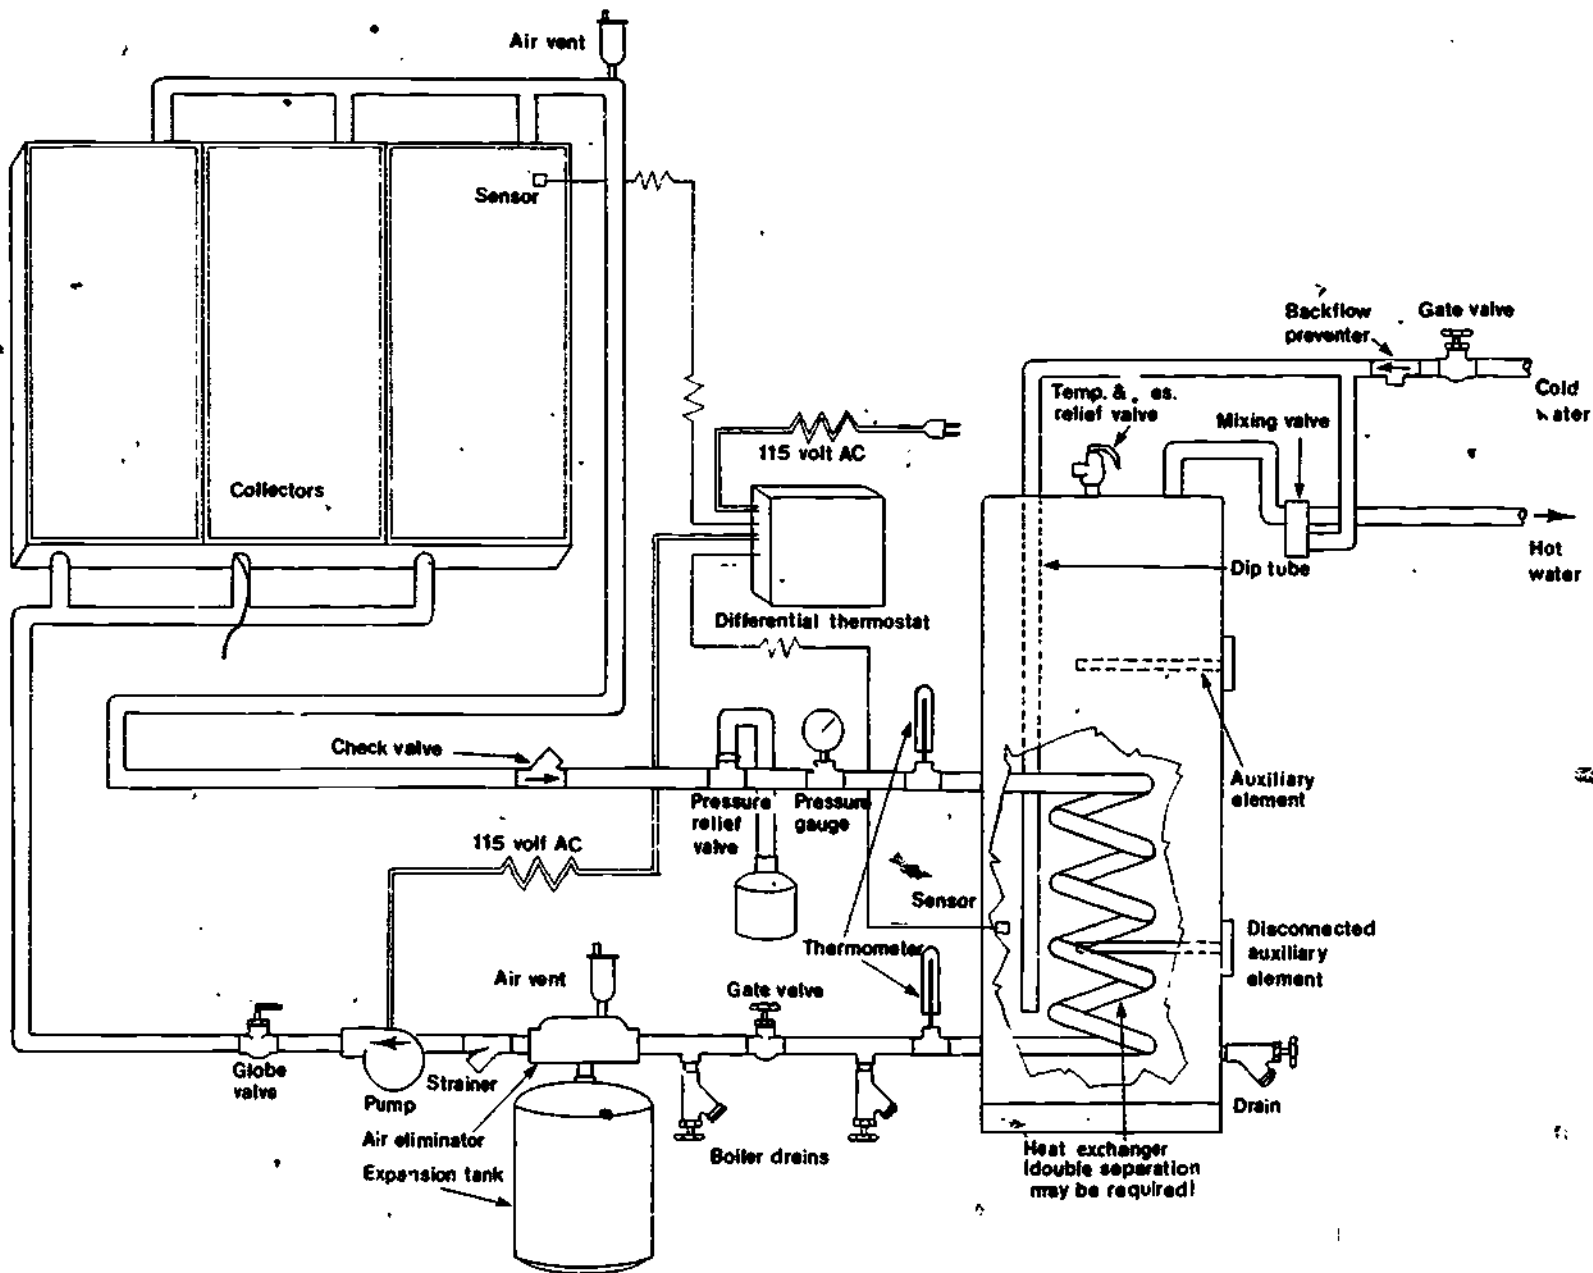 Air vent
Sensor
Collectors
115 volt AC
Differential thermostat
Backflow
preventer
Gate valve
Cold
Temp. &
relief valve
Mixing valve
Hot
water
Dip tube
Check valve
Pressure
relief
valve
Pressure
gauge
Auxiliary
element
115 volt AC
Sensor
Thermometer
Disconnected
auxiliary
element
Air vent
Gate valve
Globe
valve
Pump
Strainer
Air eliminator
Expansion tank
Boiler drains
Drain
Heat exchanger
(double separation
may be required)